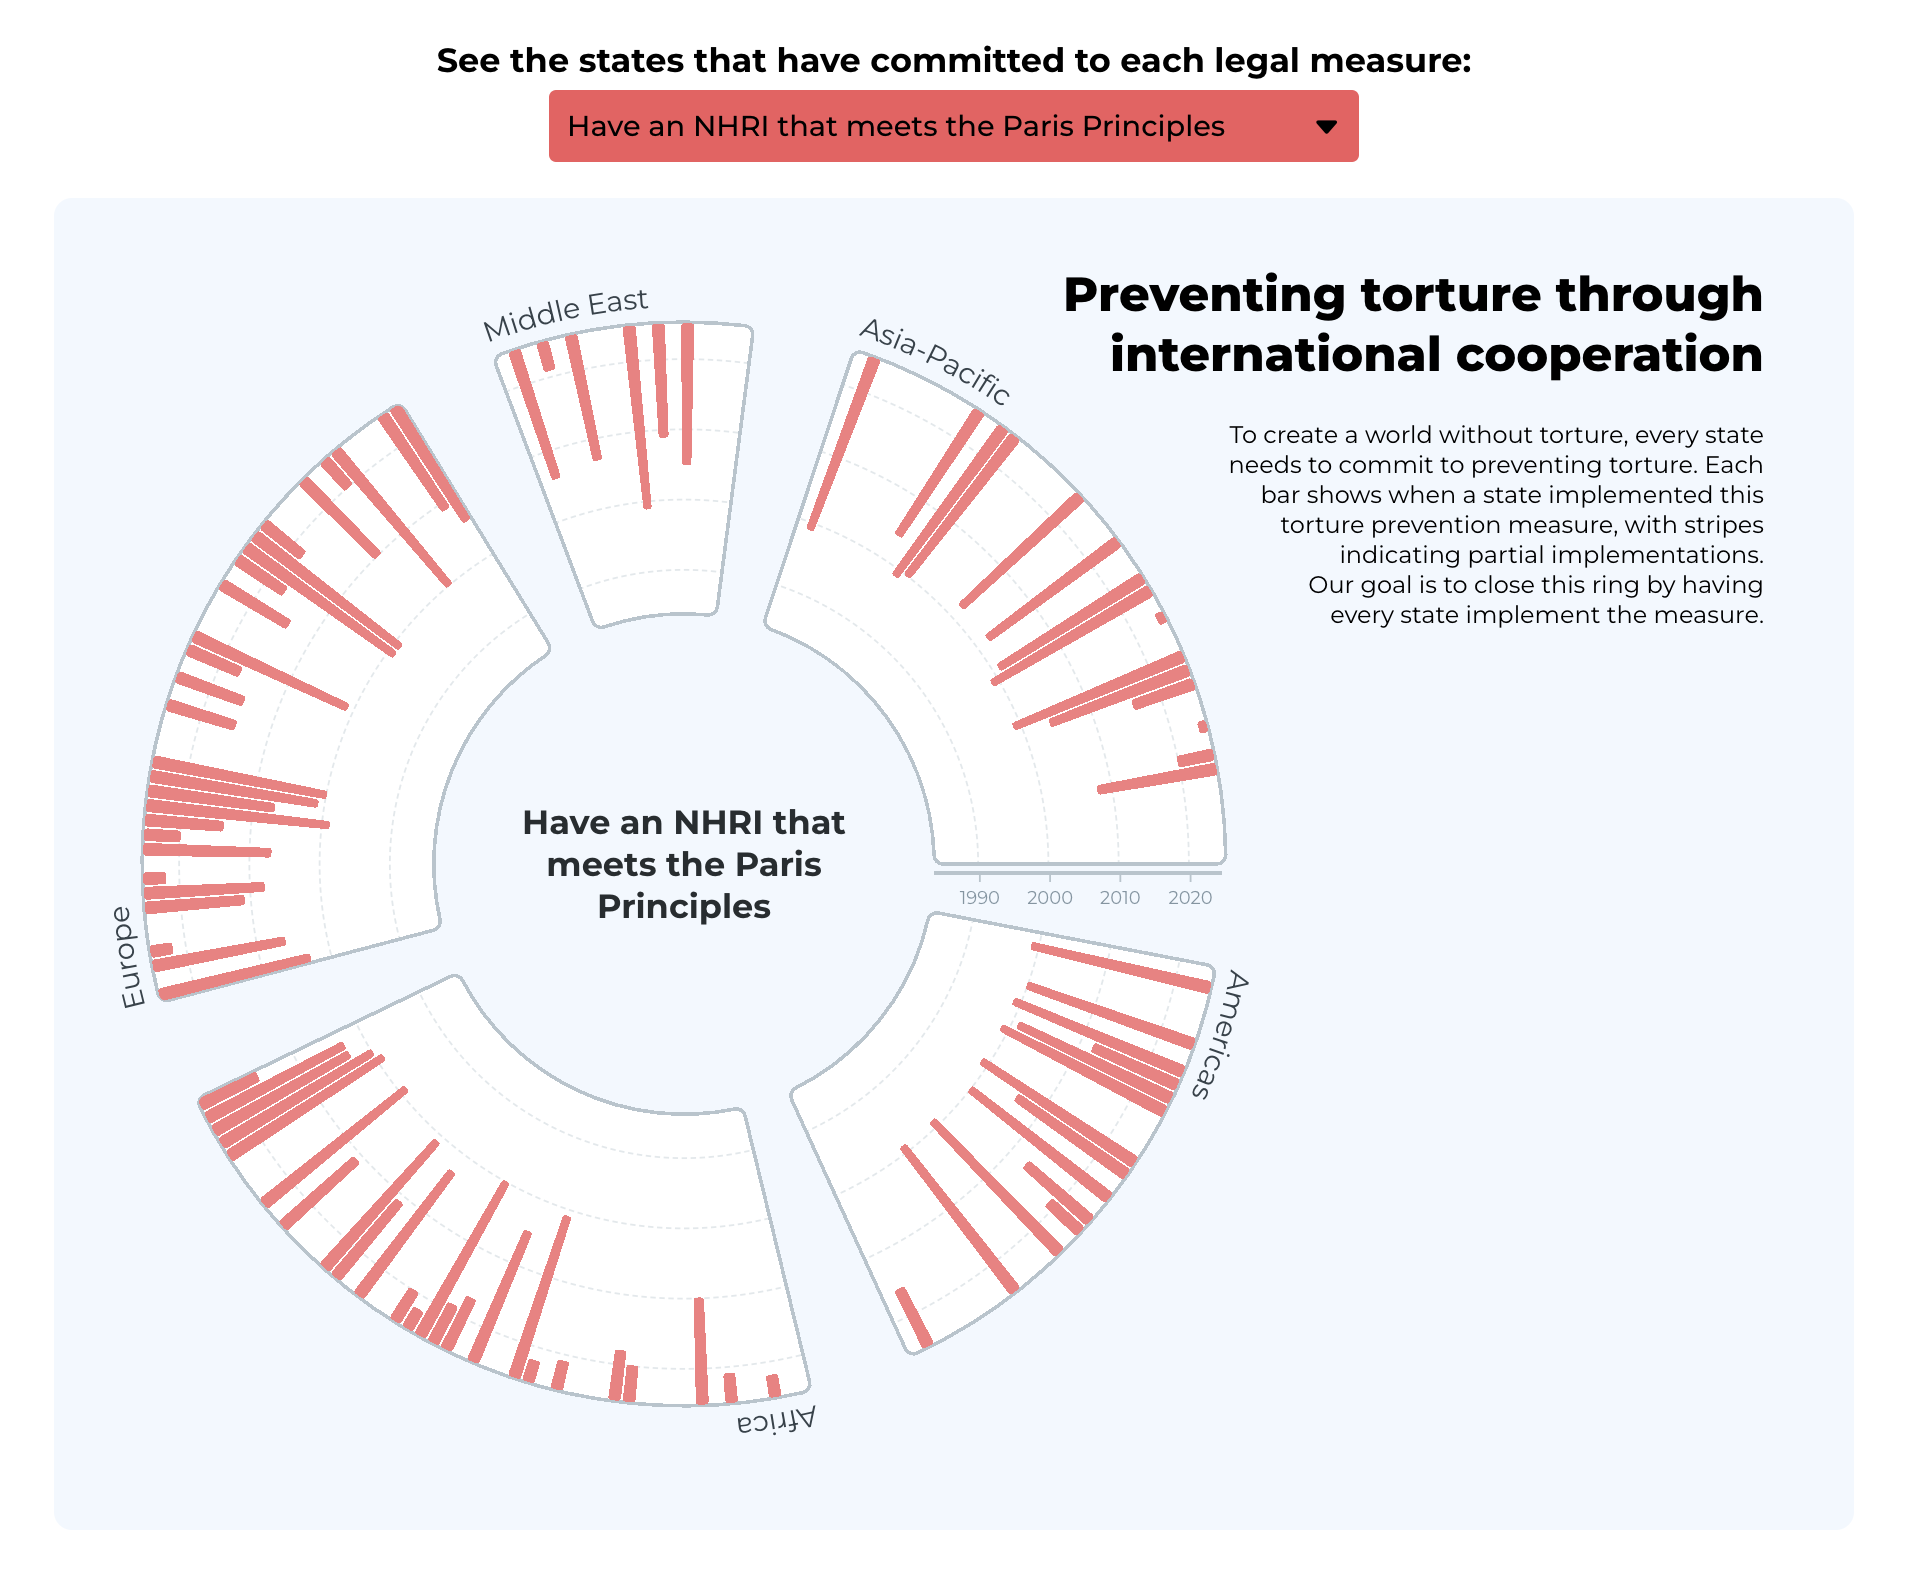 See the states that have committed to each legal measure:
Have an NHRI that meets the Paris Principles
Preventing torture through
international cooperation
To create a world without torture, every state
needs to commit to preventing torture. Each
bar shows when a state implemented this
torture prevention measure, with stripes
indicating partial implementations.
Our goal is to close this ring by having
every state implement the measure.
Middle East
Asia-Pacific
Have an NHRI that
meets the Paris
Principles
1990 2000 2010 2020
Europe
Americas
Africa